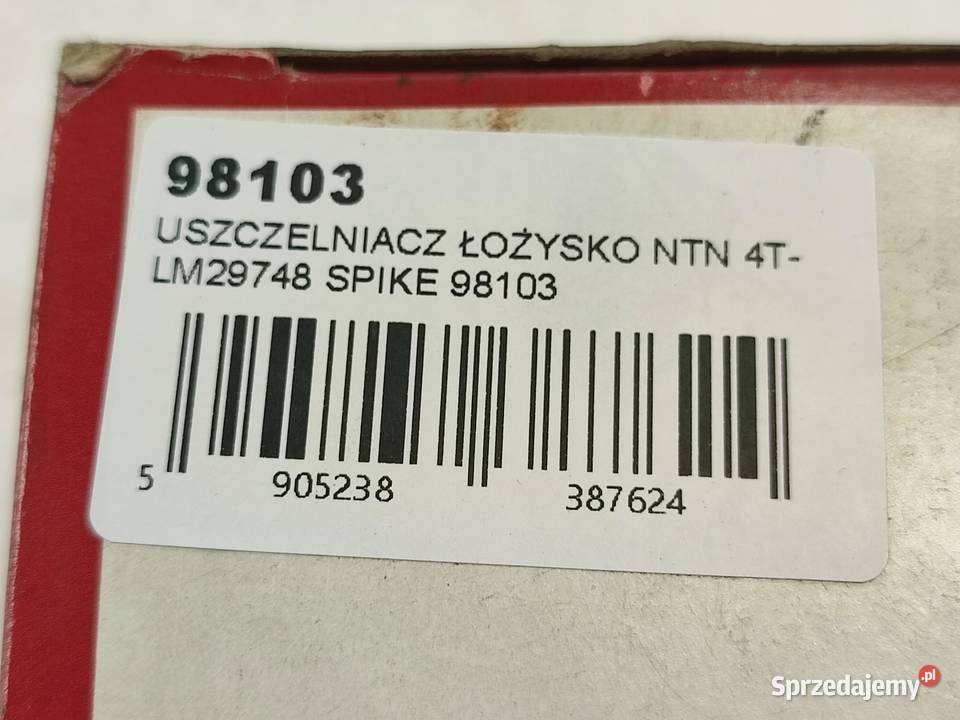 98103
USZCZELNIACZ ŁOŻYSKO NTN 4T-
LM29748 SPIKE 98103
5 905238 387624
Sprzedajemy.pl